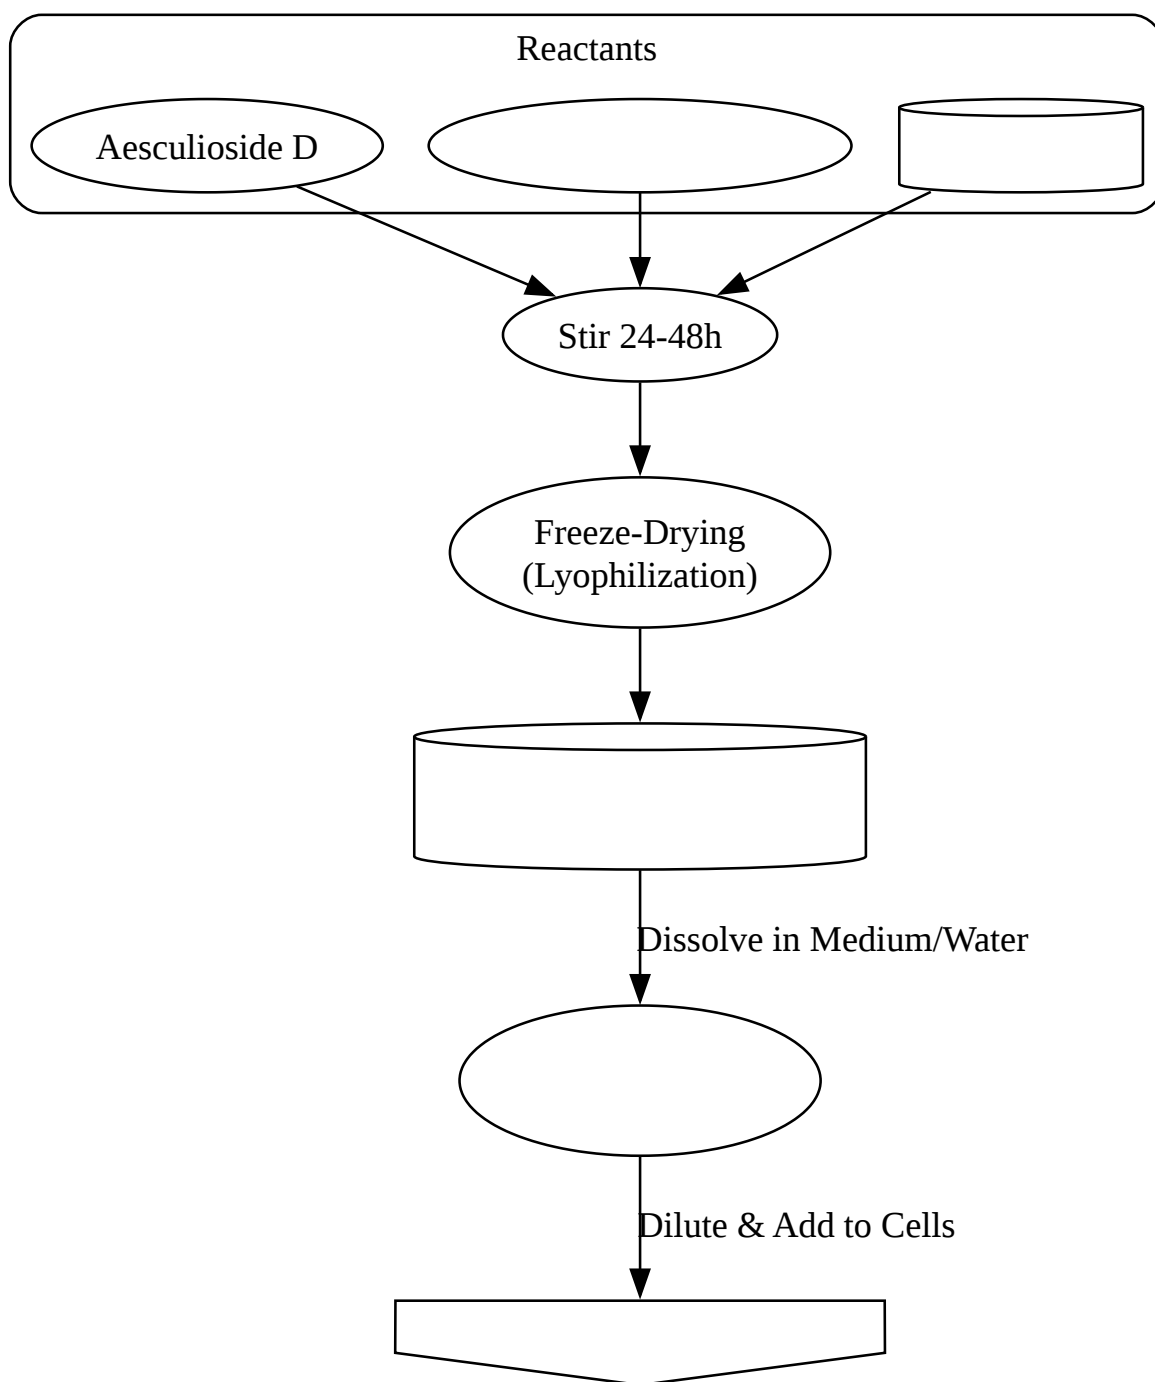 Reactants
Aesculioside D
Stir 24-48h
Freeze-Drying
(Lyophilization)
Dissolve in Medium/Water
Dilute & Add to Cells